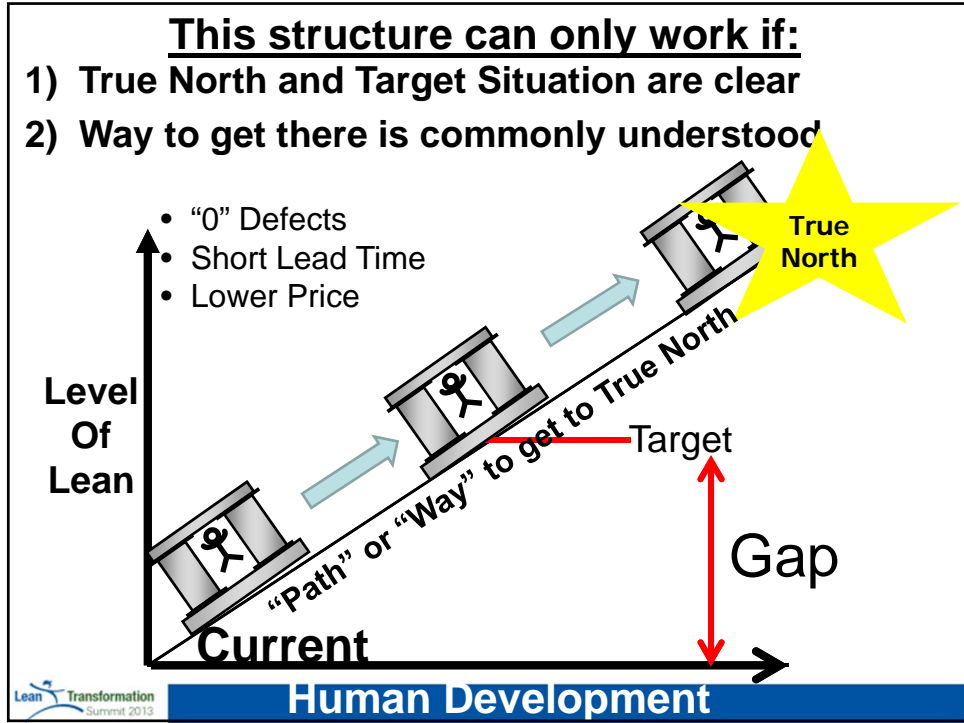 This structure can only work if:
1) True North and Target Situation are clear
2) Way to get there is commonly understood
• “0” Defects
• Short Lead Time
• Lower Price
True
North
Level
Of
Lean
“Path” or “Way” to get to True North
Target
Gap
Current
Lean Transformation
Summit 2013
Human Development